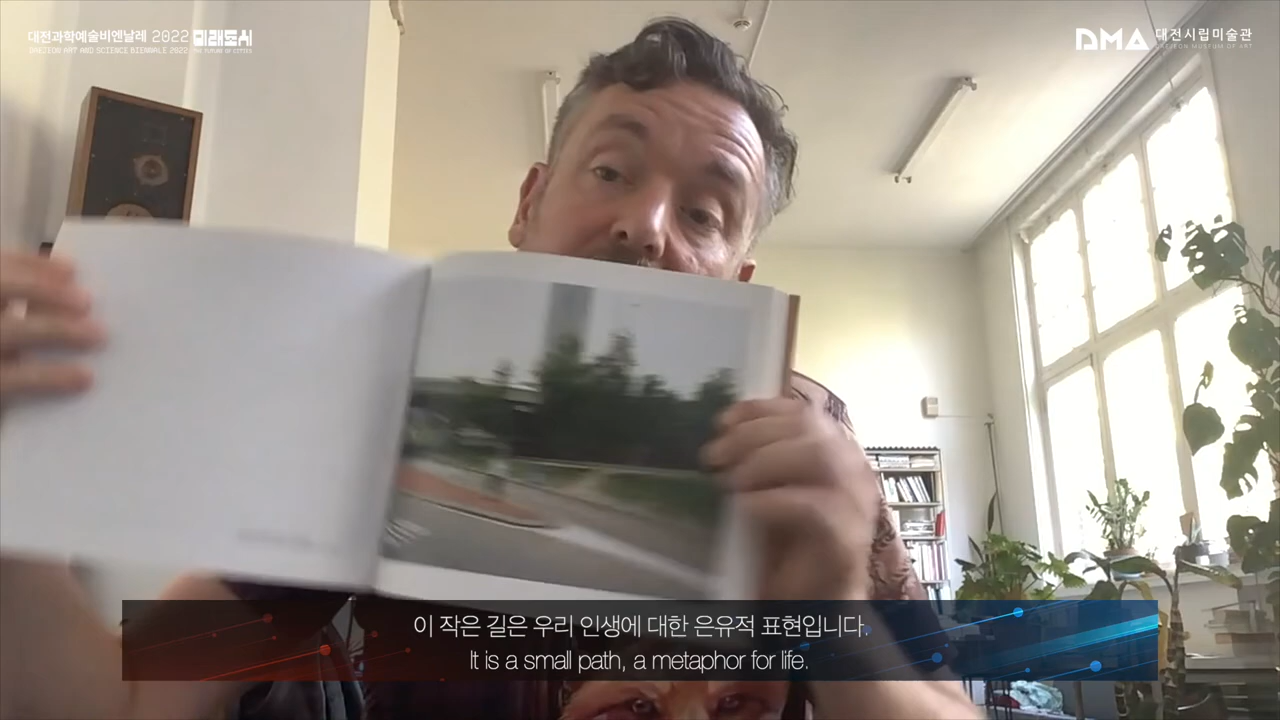 대전과학예술비엔날레 2022 미래도시
DAEJEON ART AND SCIENCE BIENNALE 2022 THE FUTURE OF CITIES
DMA 대전시립미술관
DAEJEON MUSEUM OF ART
이 작은 길은 우리 인생에 대한 은유적 표현입니다.
It is a small path, a metaphor for life.